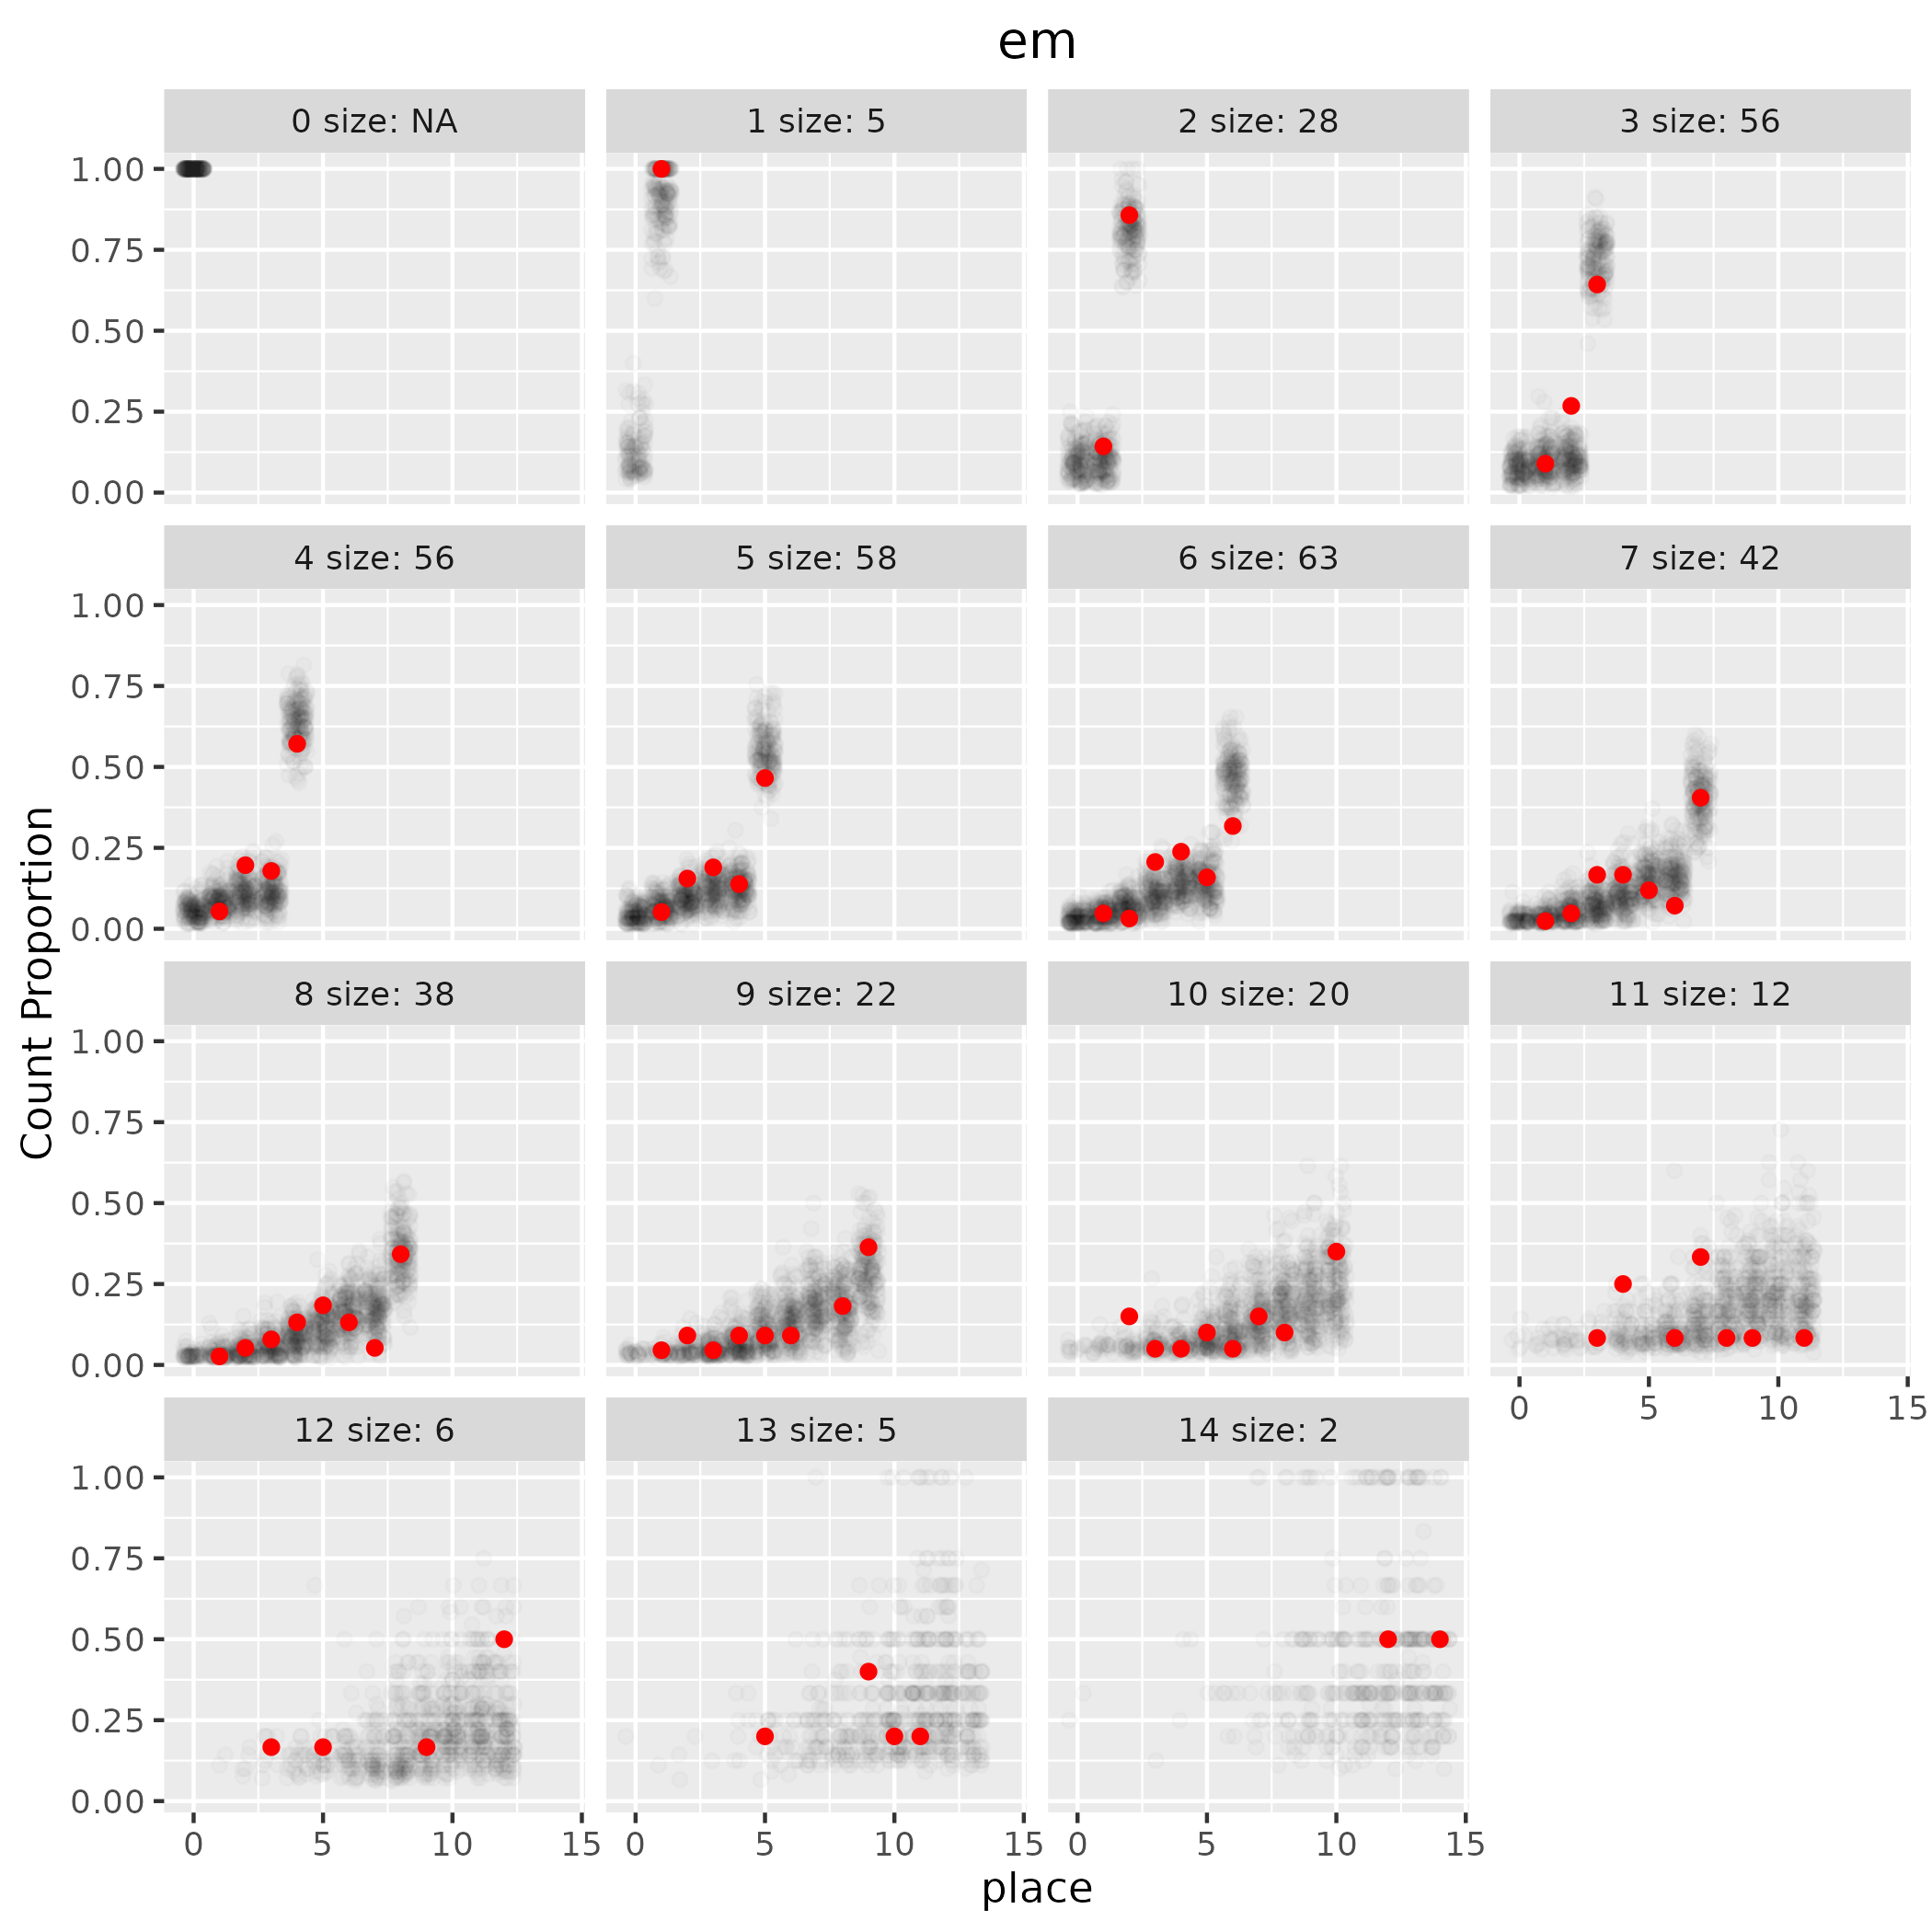 em
0 size: NA
1 size: 5
2 size: 28
3 size: 56
1.00
0.75
0.50
0.25
0.00
4 size: 56
5 size: 58
6 size: 63
7 size: 42
1.00
0.75
0.50
0.25
0.00
Count Proportion
8 size: 38
9 size: 22
10 size: 20
11 size: 12
1.00
0.75
0.50
0.25
0.00
0 5 10 15
12 size: 6
13 size: 5
14 size: 2
1.00
0.75
0.50
0.25
0.00
0 5 10 15
0 5 10 15
0 5 10 15
place